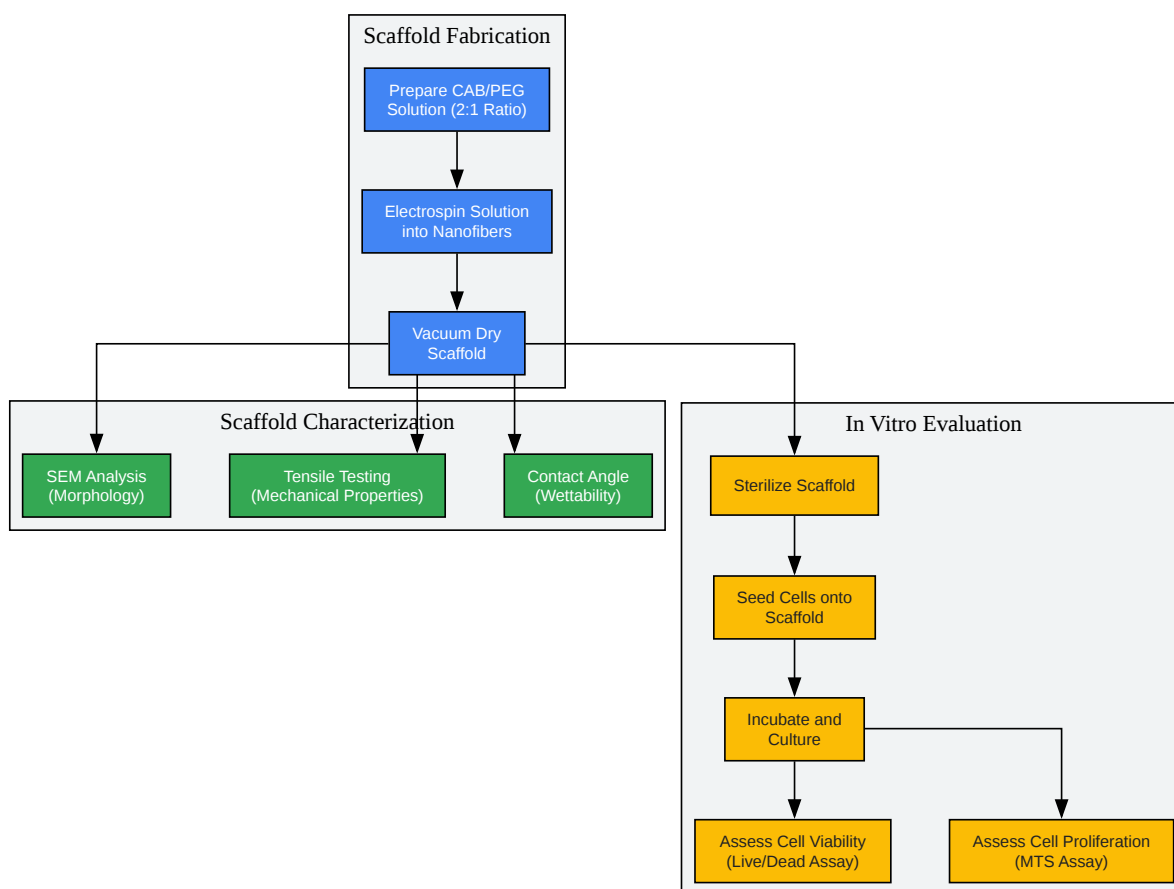 Scaffold Fabrication
Prepare CAB/PEG
Solution (2:1 Ratio)
Electrospin Solution
into Nanofibers
Vacuum Dry
Scaffold
Scaffold Characterization
SEM Analysis
(Morphology)
Tensile Testing
(Mechanical Properties)
Contact Angle
(Wettability)
In Vitro Evaluation
Sterilize Scaffold
Seed Cells onto
Scaffold
Incubate and
Culture
Assess Cell Viability
(Live/Dead Assay)
Assess Cell Proliferation
(MTS Assay)